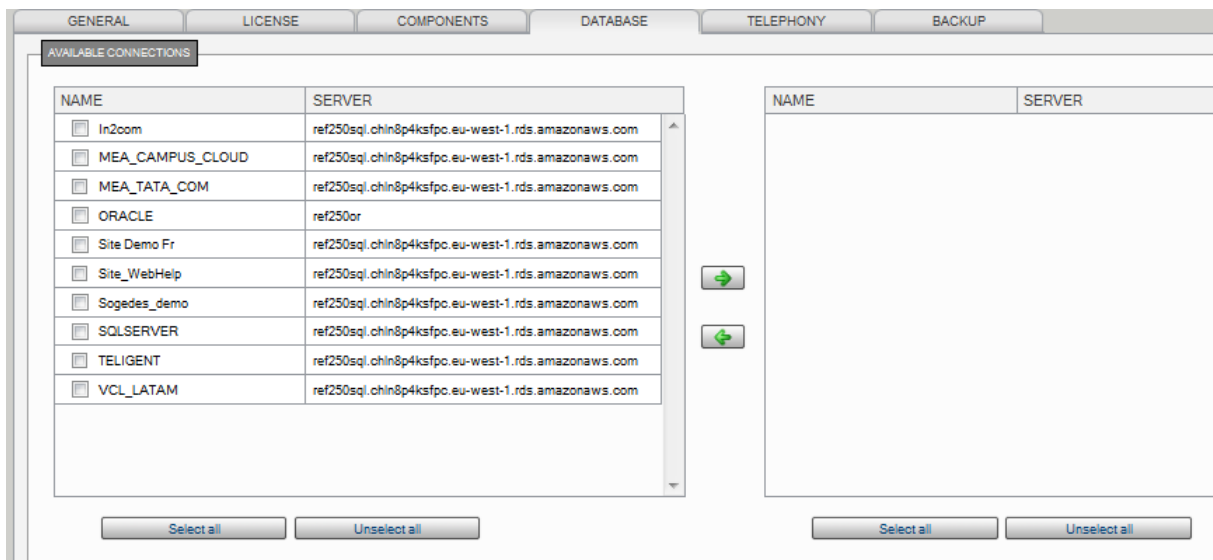 GENERAL LICENSE COMPONENTS DATABASE TELEPHONY BACKUP
AVAILABLE CONNECTIONS
NAME SERVER NAME SERVER
In2com ref250sql.chln8p4ksfpc.eu-west-1.rds.amazonaws.com
MEA_CAMPUS_CLOUD ref250sql.chln8p4ksfpc.eu-west-1.rds.amazonaws.com
MEA_TATA_COM ref250sql.chln8p4ksfpc.eu-west-1.rds.amazonaws.com
ORACLE ref250or
Site Demo Fr ref250sql.chln8p4ksfpc.eu-west-1.rds.amazonaws.com
Site_WebHelp ref250sql.chln8p4ksfpc.eu-west-1.rds.amazonaws.com
Sogedes_demo ref250sql.chln8p4ksfpc.eu-west-1.rds.amazonaws.com
SQLSERVER ref250sql.chln8p4ksfpc.eu-west-1.rds.amazonaws.com
TELIGENT ref250sql.chln8p4ksfpc.eu-west-1.rds.amazonaws.com
VCL_LATAM ref250sql.chln8p4ksfpc.eu-west-1.rds.amazonaws.com
Select all Unselect all Select all Unselect all